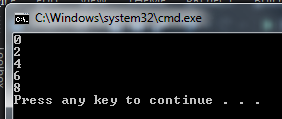 C:\Windows\system32\cmd.exe
0
2
4
6
8
Press any key to continue . . .